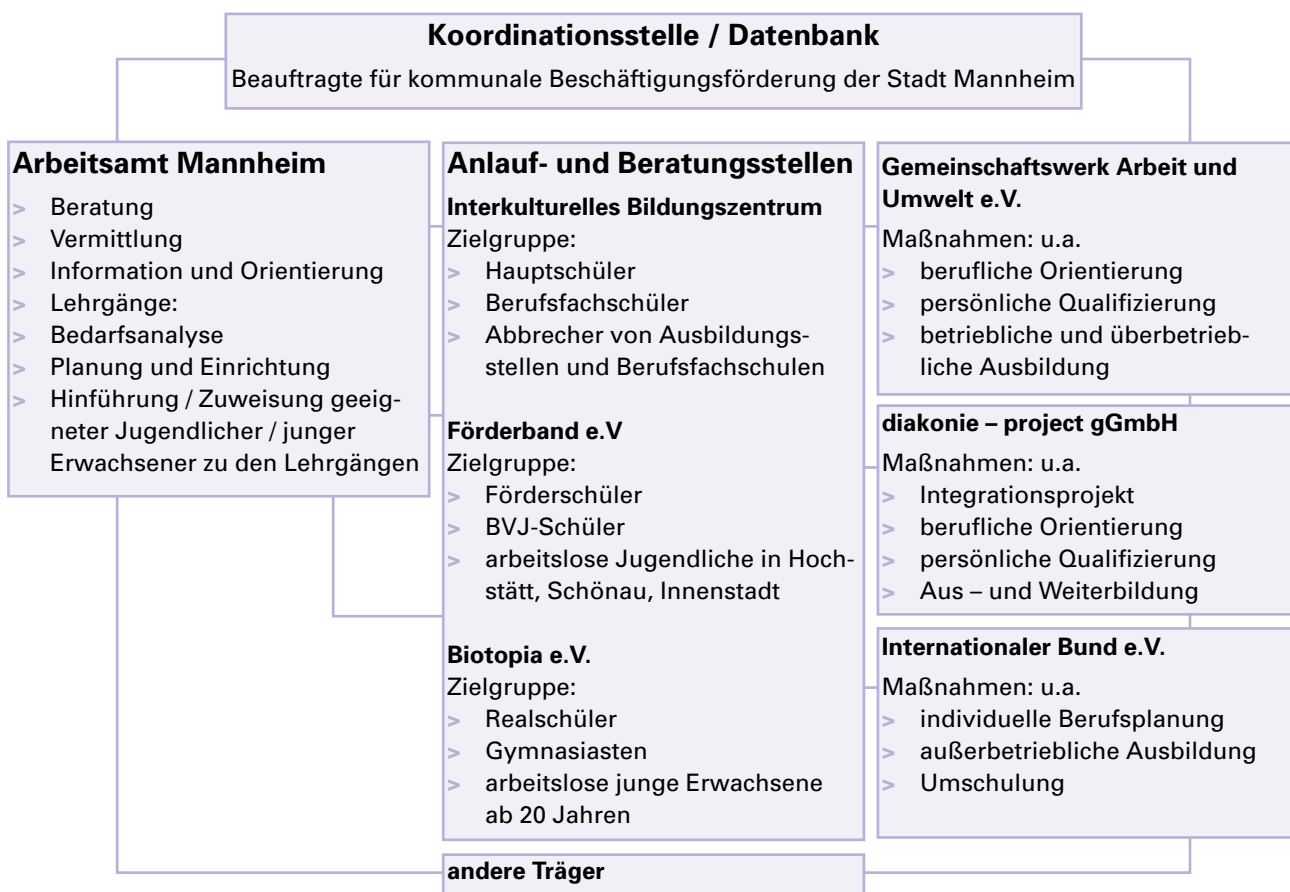 Koordinationsstelle / Datenbank
Beauftragte für kommunale Beschäftigungsförderung der Stadt Mannheim
Arbeitsamt Mannheim
> Beratung
> Vermittlung
> Information und Orientierung
> Lehrgänge:
> Bedarfsanalyse
> Planung und Einrichtung
> Hinführung / Zuweisung geeig-
neter Jugendlicher / junger
Erwachsener zu den Lehrgängen
Anlauf- und Beratungsstellen
Interkulturelles Bildungszentrum
Zielgruppe:
> Hauptschüler
> Berufsfachschüler
> Abbrecher von Ausbildungs-
stellen und Berufsfachschulen
Förderband e.V
Zielgruppe:
> Förderschüler
> BVJ-Schüler
> arbeitslose Jugendliche in Hoch-
stätt, Schönau, Innenstadt
Biotopia e.V.
Zielgruppe:
> Realschüler
> Gymnasiasten
> arbeitslose junge Erwachsene
ab 20 Jahren
Gemeinschaftswerk Arbeit und
Umwelt e.V.
Maßnahmen: u.a.
> berufliche Orientierung
> persönliche Qualifizierung
> betriebliche und überbetrieb-
liche Ausbildung
diakonie – project gGmbH
Maßnahmen: u.a.
> Integrationsprojekt
> berufliche Orientierung
> persönliche Qualifizierung
> Aus – und Weiterbildung
Internationaler Bund e.V.
Maßnahmen: u.a.
> individuelle Berufsplanung
> außerbetriebliche Ausbildung
> Umschulung
andere Träger